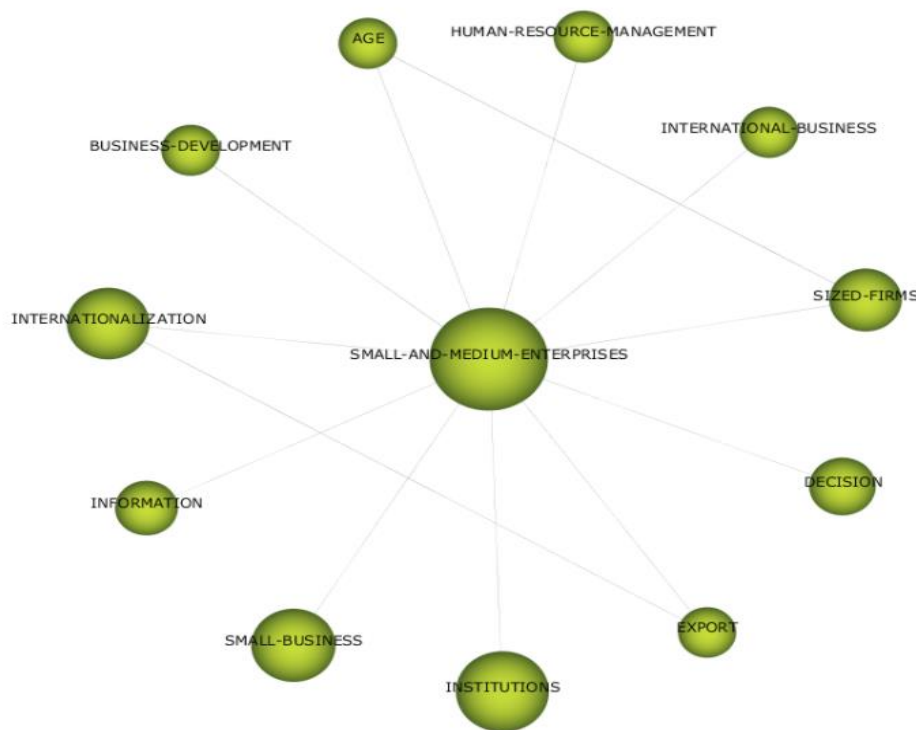 HUMAN-RESOURCE-MANAGEMENT
AGE
INTERNATIONAL-BUSINESS
BUSINESS-DEVELOPMENT
SIZED-FIRMS
INTERNATIONALIZATION
SMALL-AND-MEDIUM-ENTERPRISES
DECISION
INFORMATION
EXPORT
SMALL-BUSINESS
INSTITUTIONS